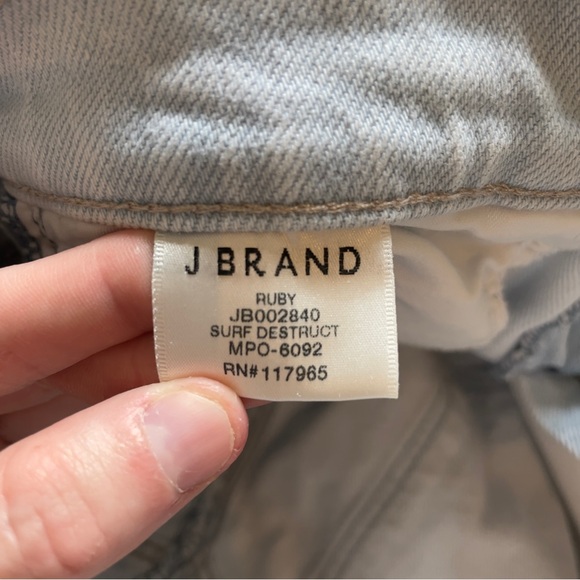 J BRAND
RUBY
JB002840
SURF DESTRUCT
MPO-6092
RN#117965